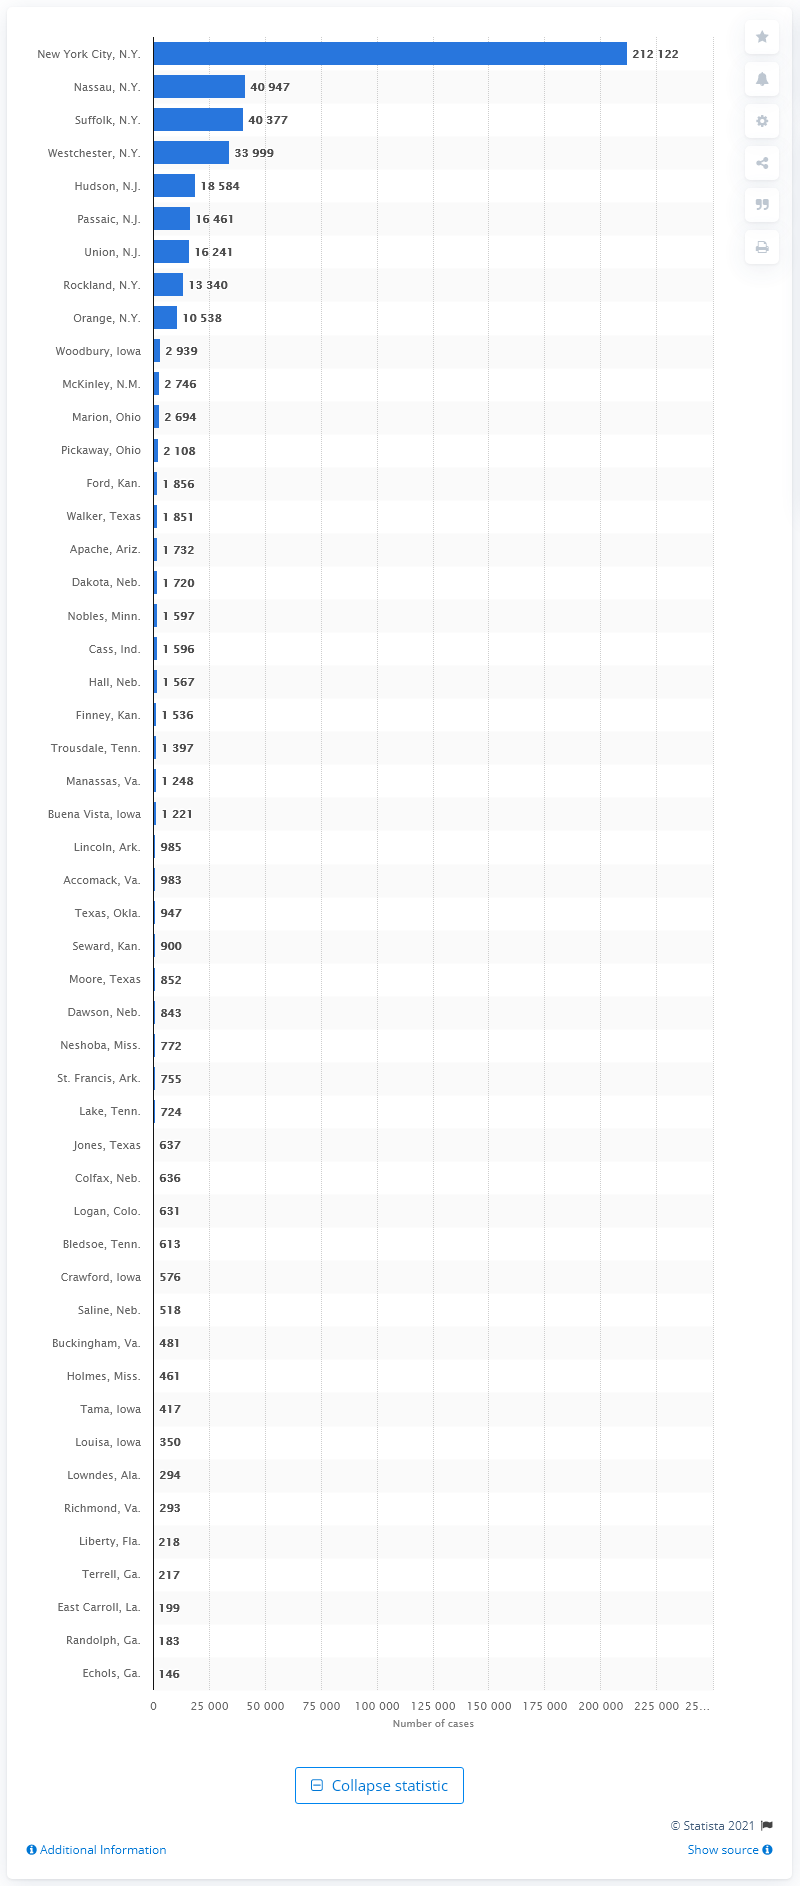 New York City, N.Y. 212 122
Nassau, N.Y. 40 947
Suffolk, N.Y. 40 377
Westchester, N.Y. 33 999
Hudson, N.J. 18 584
Passaic, N.J. 16 461
Union, N.J. 16 241
Rockland, N.Y. 13 340
Orange, N.Y. 10 538
Woodbury, Iowa 2 939
McKinley, N.M. 2 746
Marion, Ohio 2 694
Pickaway, Ohio 2 108
Ford, Kan. 1 856
Walker, Texas 1 851
Apache, Ariz. 1 732
Dakota, Neb. 1 720
Nobles, Minn. 1 597
Cass, Ind. 1 596
Hall, Neb. 1 567
Finney, Kan. 1 536
Trousdale, Tenn. 1 397
Manassas, Va. 1 248
Buena Vista, Iowa 1 221
Lincoln, Ark. 985
Accomack, Va. 983
Texas, Okla. 947
Seward, Kan. 900
Moore, Texas 852
Dawson, Neb. 843
Neshoba, Miss. 772
St. Francis, Ark. 755
Lake, Tenn. 724
Jones, Texas 637
Colfax, Neb. 636
Logan, Colo. 631
Bledsoe, Tenn. 613
Crawford, Iowa 576
Saline, Neb. 518
Buckingham, Va. 481
Holmes, Miss. 461
Tama, Iowa 417
Louisa, Iowa 350
Lowndes, Ala. 294
Richmond, Va. 293
Liberty, Fla. 218
Terrell, Ga. 217
East Carroll, La. 199
Randolph, Ga. 183
Echols, Ga. 146
0 25 000 50 000 75 000 100 000 125 000 150 000 175 000 200 000 225 000 25...
Number of cases
Collapse statistic
© Statista 2021
Additional Information Show source